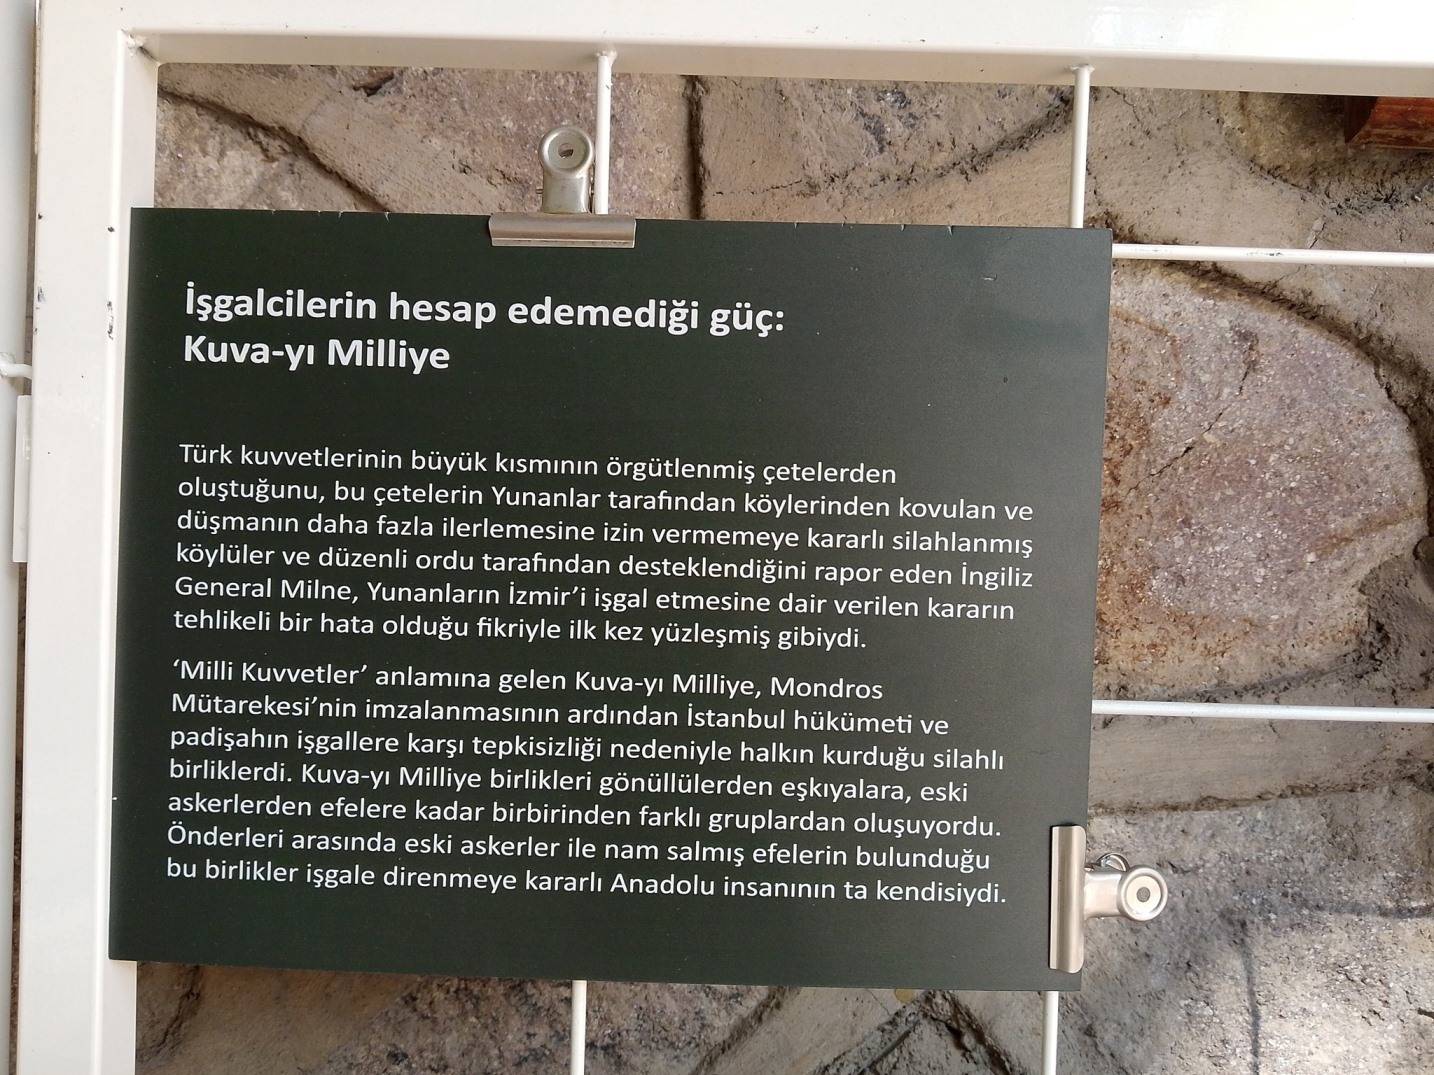 İşgalcilerin hesap edemediği güç:
Kuva-yı Milliye
Türk kuvvetlerinin büyük kısmının örgütlenmiş çetelerden
oluştuğunu, bu çetelerin Yunanlar tarafından köylerinden kovulan ve
düşmanın daha fazla ilerlemesine izin vermemeye kararlı silahlanmış
köylüler ve düzenli ordu tarafından desteklendiğini rapor eden İngiliz
General Milne, Yunanların İzmir’i işgal etmesine dair verilen kararın
tehlikeli bir hata olduğu fikriyle ilk kez yüzleşmiş gibiydi.
‘Milli Kuvvetler’ anlamına gelen Kuva-yı Milliye, Mondros
Mütarekesi’nin imzalanmasının ardından İstanbul hükümeti ve
padişahın işgallere karşı tepkisizliği nedeniyle halkın kurduğu silahlı
birliklerdi. Kuva-yı Milliye birlikleri gönüllülerden eşkıyalara, eski
askerlerden efelere kadar birbirinden farklı gruplardan oluşuyordu.
Önderleri arasında eski askerler ile nam salmış efelerin bulunduğu
bu birlikler işgale direnmeye kararlı Anadolu insanının ta kendisiydi.